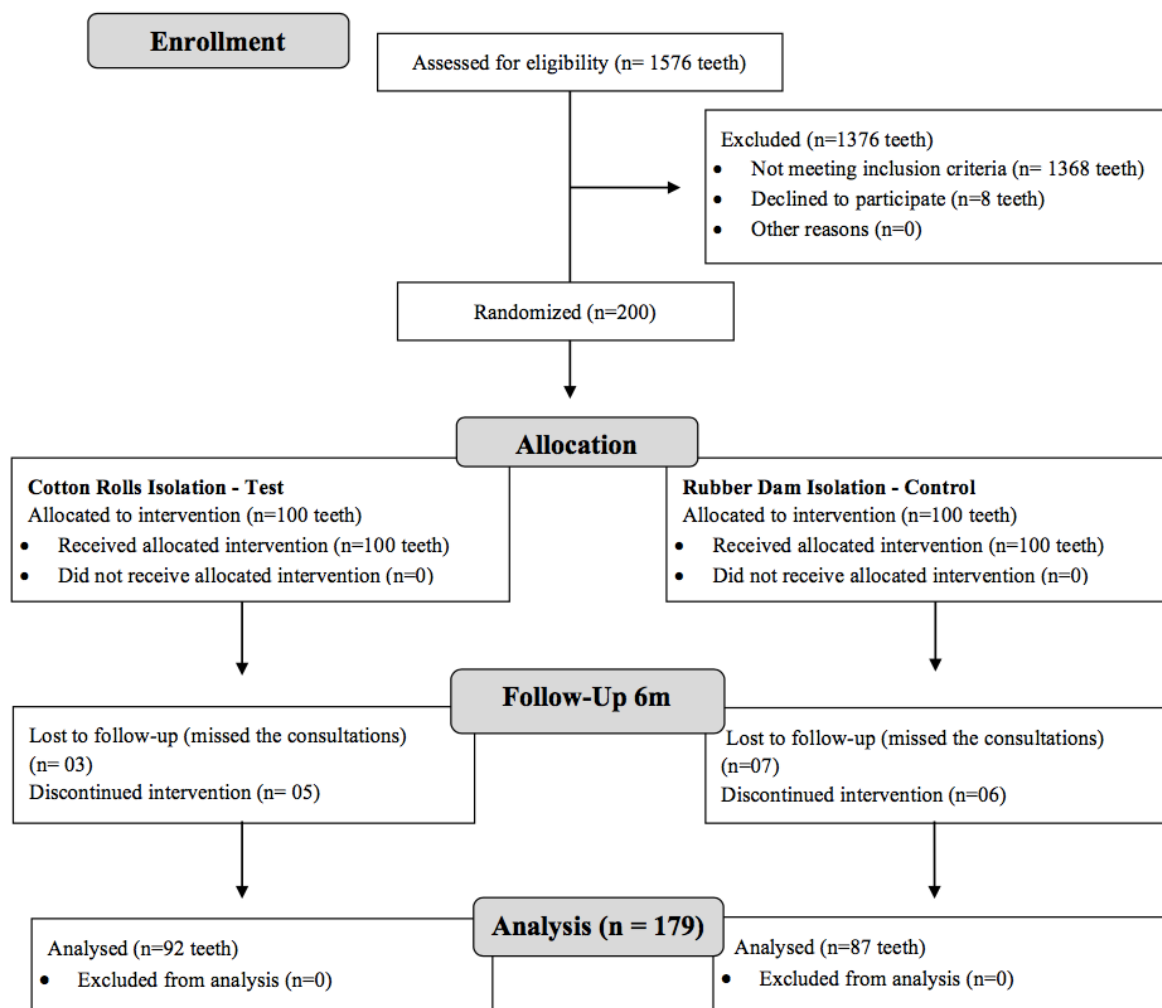 Enrollment
Assessed for eligibility (n= 1576 teeth)
Excluded (n=1376 teeth)
• Not meeting inclusion criteria (n= 1368 teeth)
• Declined to participate (n=8 teeth)
• Other reasons (n=0)
Randomized (n=200)
Allocation
Cotton Rolls Isolation - Test
Allocated to intervention (n=100 teeth)
• Received allocated intervention (n=100 teeth)
• Did not receive allocated intervention (n=0)
Rubber Dam Isolation - Control
Allocated to intervention (n=100 teeth)
• Received allocated intervention (n=100 teeth)
• Did not receive allocated intervention (n=0)
Follow-Up 6m
Lost to follow-up (missed the consultations)
(n= 03)
Discontinued intervention (n= 05)
Lost to follow-up (missed the consultations)
(n=07)
Discontinued intervention (n=06)
Analysis (n = 179)
Analysed (n=92 teeth)
• Excluded from analysis (n=0)
Analysed (n=87 teeth)
• Excluded from analysis (n=0)